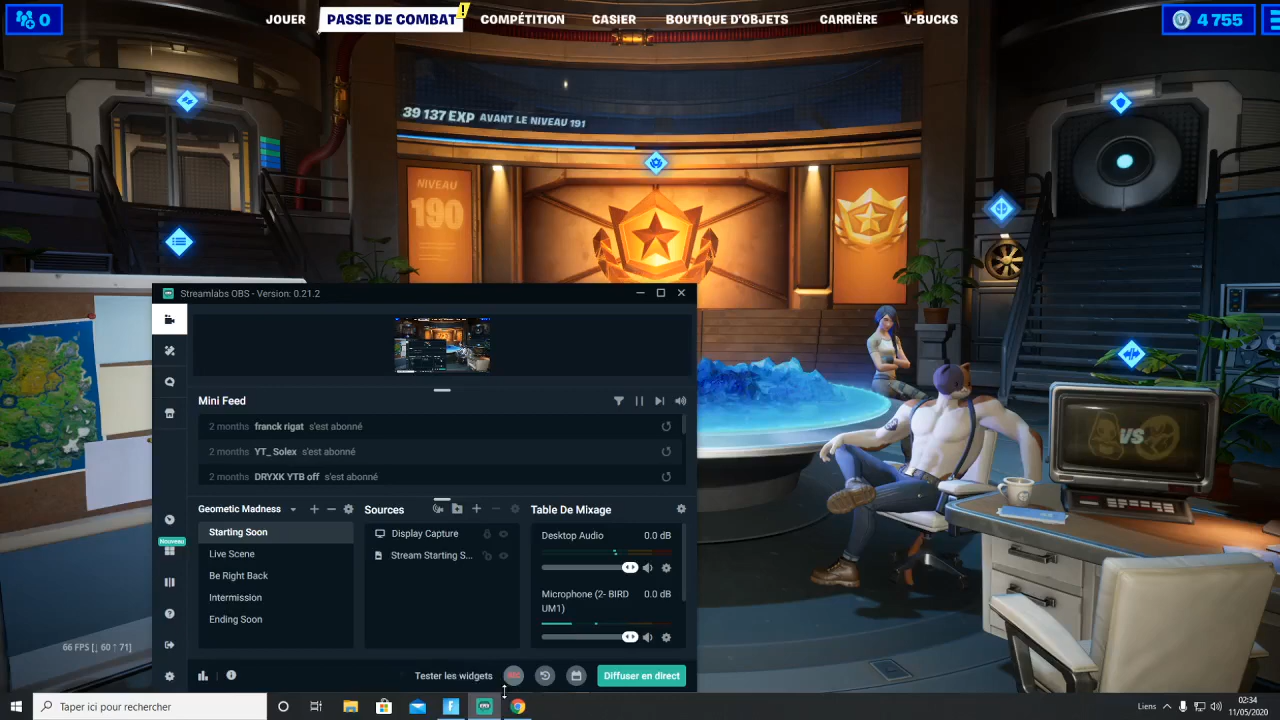 0
JOUER
PASSE DE COMBAT
COMPÉTITION
CASIER
BOUTIQUE D'OBJETS
CARRIÈRE
V-BUCKS
4 755
39 137 EXP AVANT LE NIVEAU 191
NIVEAU
190
VS
Streamlabs OBS - Version: 0.21.2
Mini Feed
2 months franck rigat s'est abonné
2 months YT_ Solex s'est abonné
2 months DRYXK YTB off s'est abonné
Geometic Madness
Starting Soon
Live Scene
Be Right Back
Intermission
Ending Soon
Sources
Display Capture
Stream Starting S...
Table De Mixage
Desktop Audio 0.0 dB
Microphone (2- BIRD 0.0 dB
UM1)
Nouveau
66 FPS [↓ 60 ↑ 71]
Tester les widgets
REC
Diffuser en direct
Taper ici pour rechercher
Liens
02:34
11/05/2020